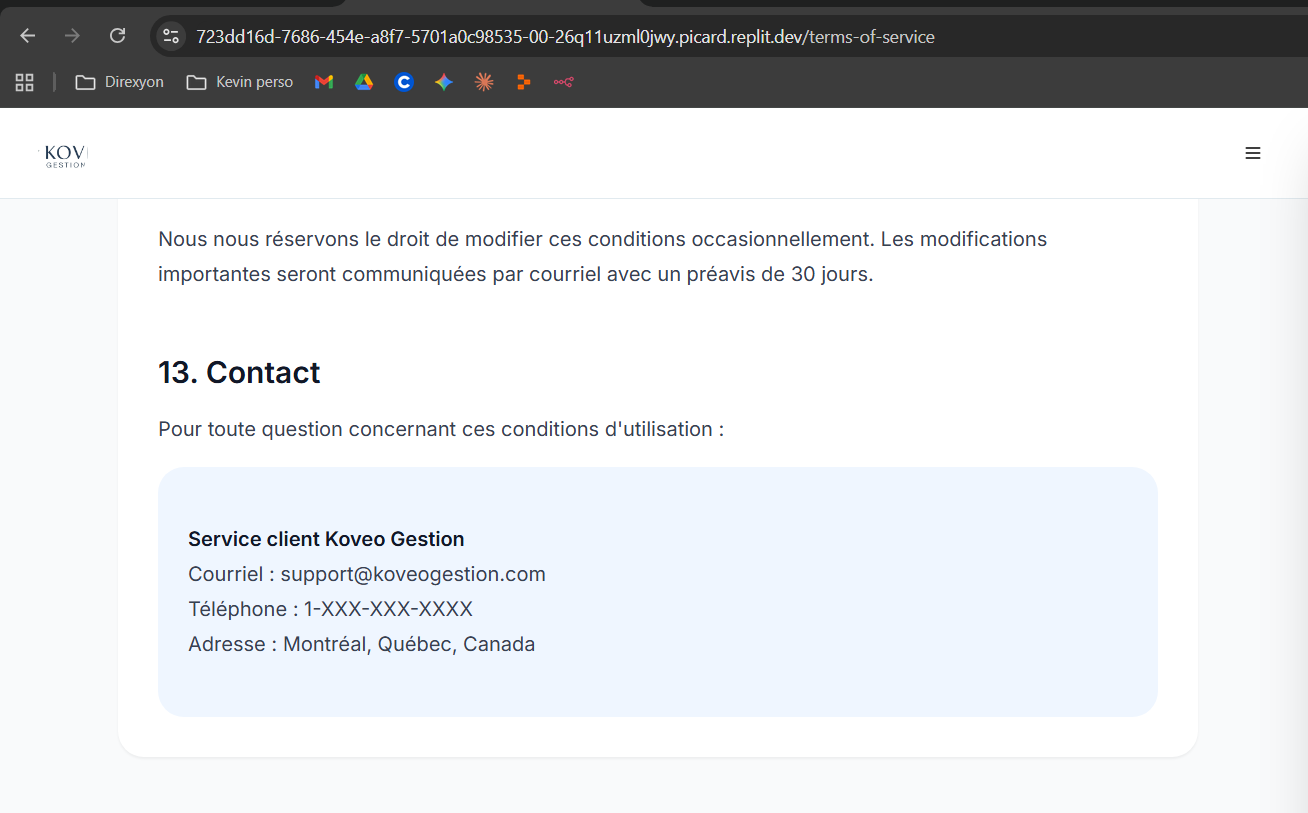 723dd16d-7686-454e-a8f7-5701a0c98535-00-26q11uzml0jwy.picard.replit.dev/terms-of-service
Direxyon Kevin perso
KOV
GESTION
Nous nous réservons le droit de modifier ces conditions occasionnellement. Les modifications
importantes seront communiquées par courriel avec un préavis de 30 jours.
13. Contact
Pour toute question concernant ces conditions d'utilisation :
Service client Koveo Gestion
Courriel : support@koveogestion.com
Téléphone : 1-XXX-XXX-XXXX
Adresse : Montréal, Québec, Canada